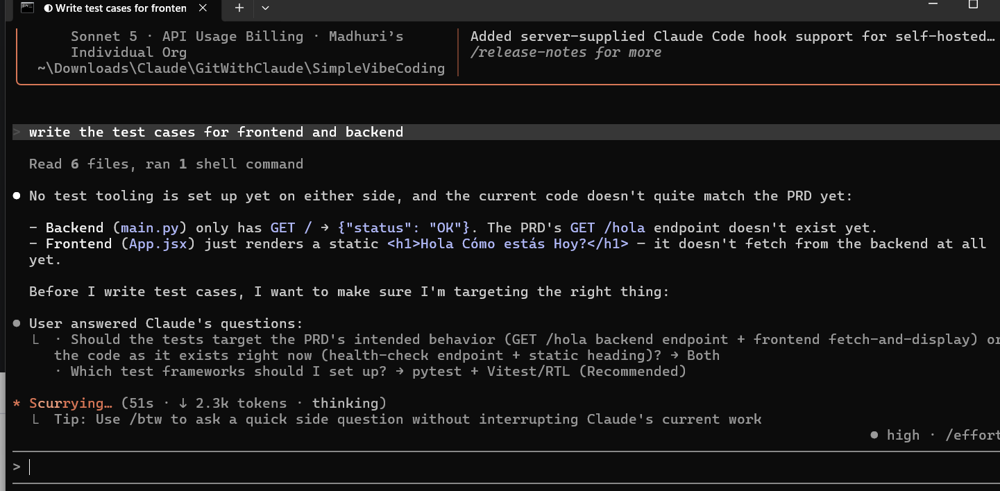 Write test cases for fronten
Sonnet 5 · API Usage Billing · Madhuri’s
Individual Org
~\Downloads\Claude\GitWithClaude\SimpleVibeCoding
Added server-supplied Claude Code hook support for self-hosted…
/release-notes for more
> write the test cases for frontend and backend
Read 6 files, ran 1 shell command
● No test tooling is set up yet on either side, and the current code doesn't quite match the PRD yet:
- Backend (main.py) only has GET / → {"status": "OK"}. The PRD's GET /hola endpoint doesn't exist yet.
- Frontend (App.jsx) just renders a static <h1>Hola Cómo estás Hoy?</h1> — it doesn't fetch from the backend at all
yet.
Before I write test cases, I want to make sure I'm targeting the right thing:
● User answered Claude's questions:
└ · Should the tests target the PRD's intended behavior (GET /hola backend endpoint + frontend fetch-and-display) or
the code as it exists right now (health-check endpoint + static heading)? → Both
· Which test frameworks should I set up? → pytest + Vitest/RTL (Recommended)
* Scurrying… (51s · ↓ 2.3k tokens · thinking)
└ Tip: Use /btw to ask a quick side question without interrupting Claude's current work
● high · /effort
>